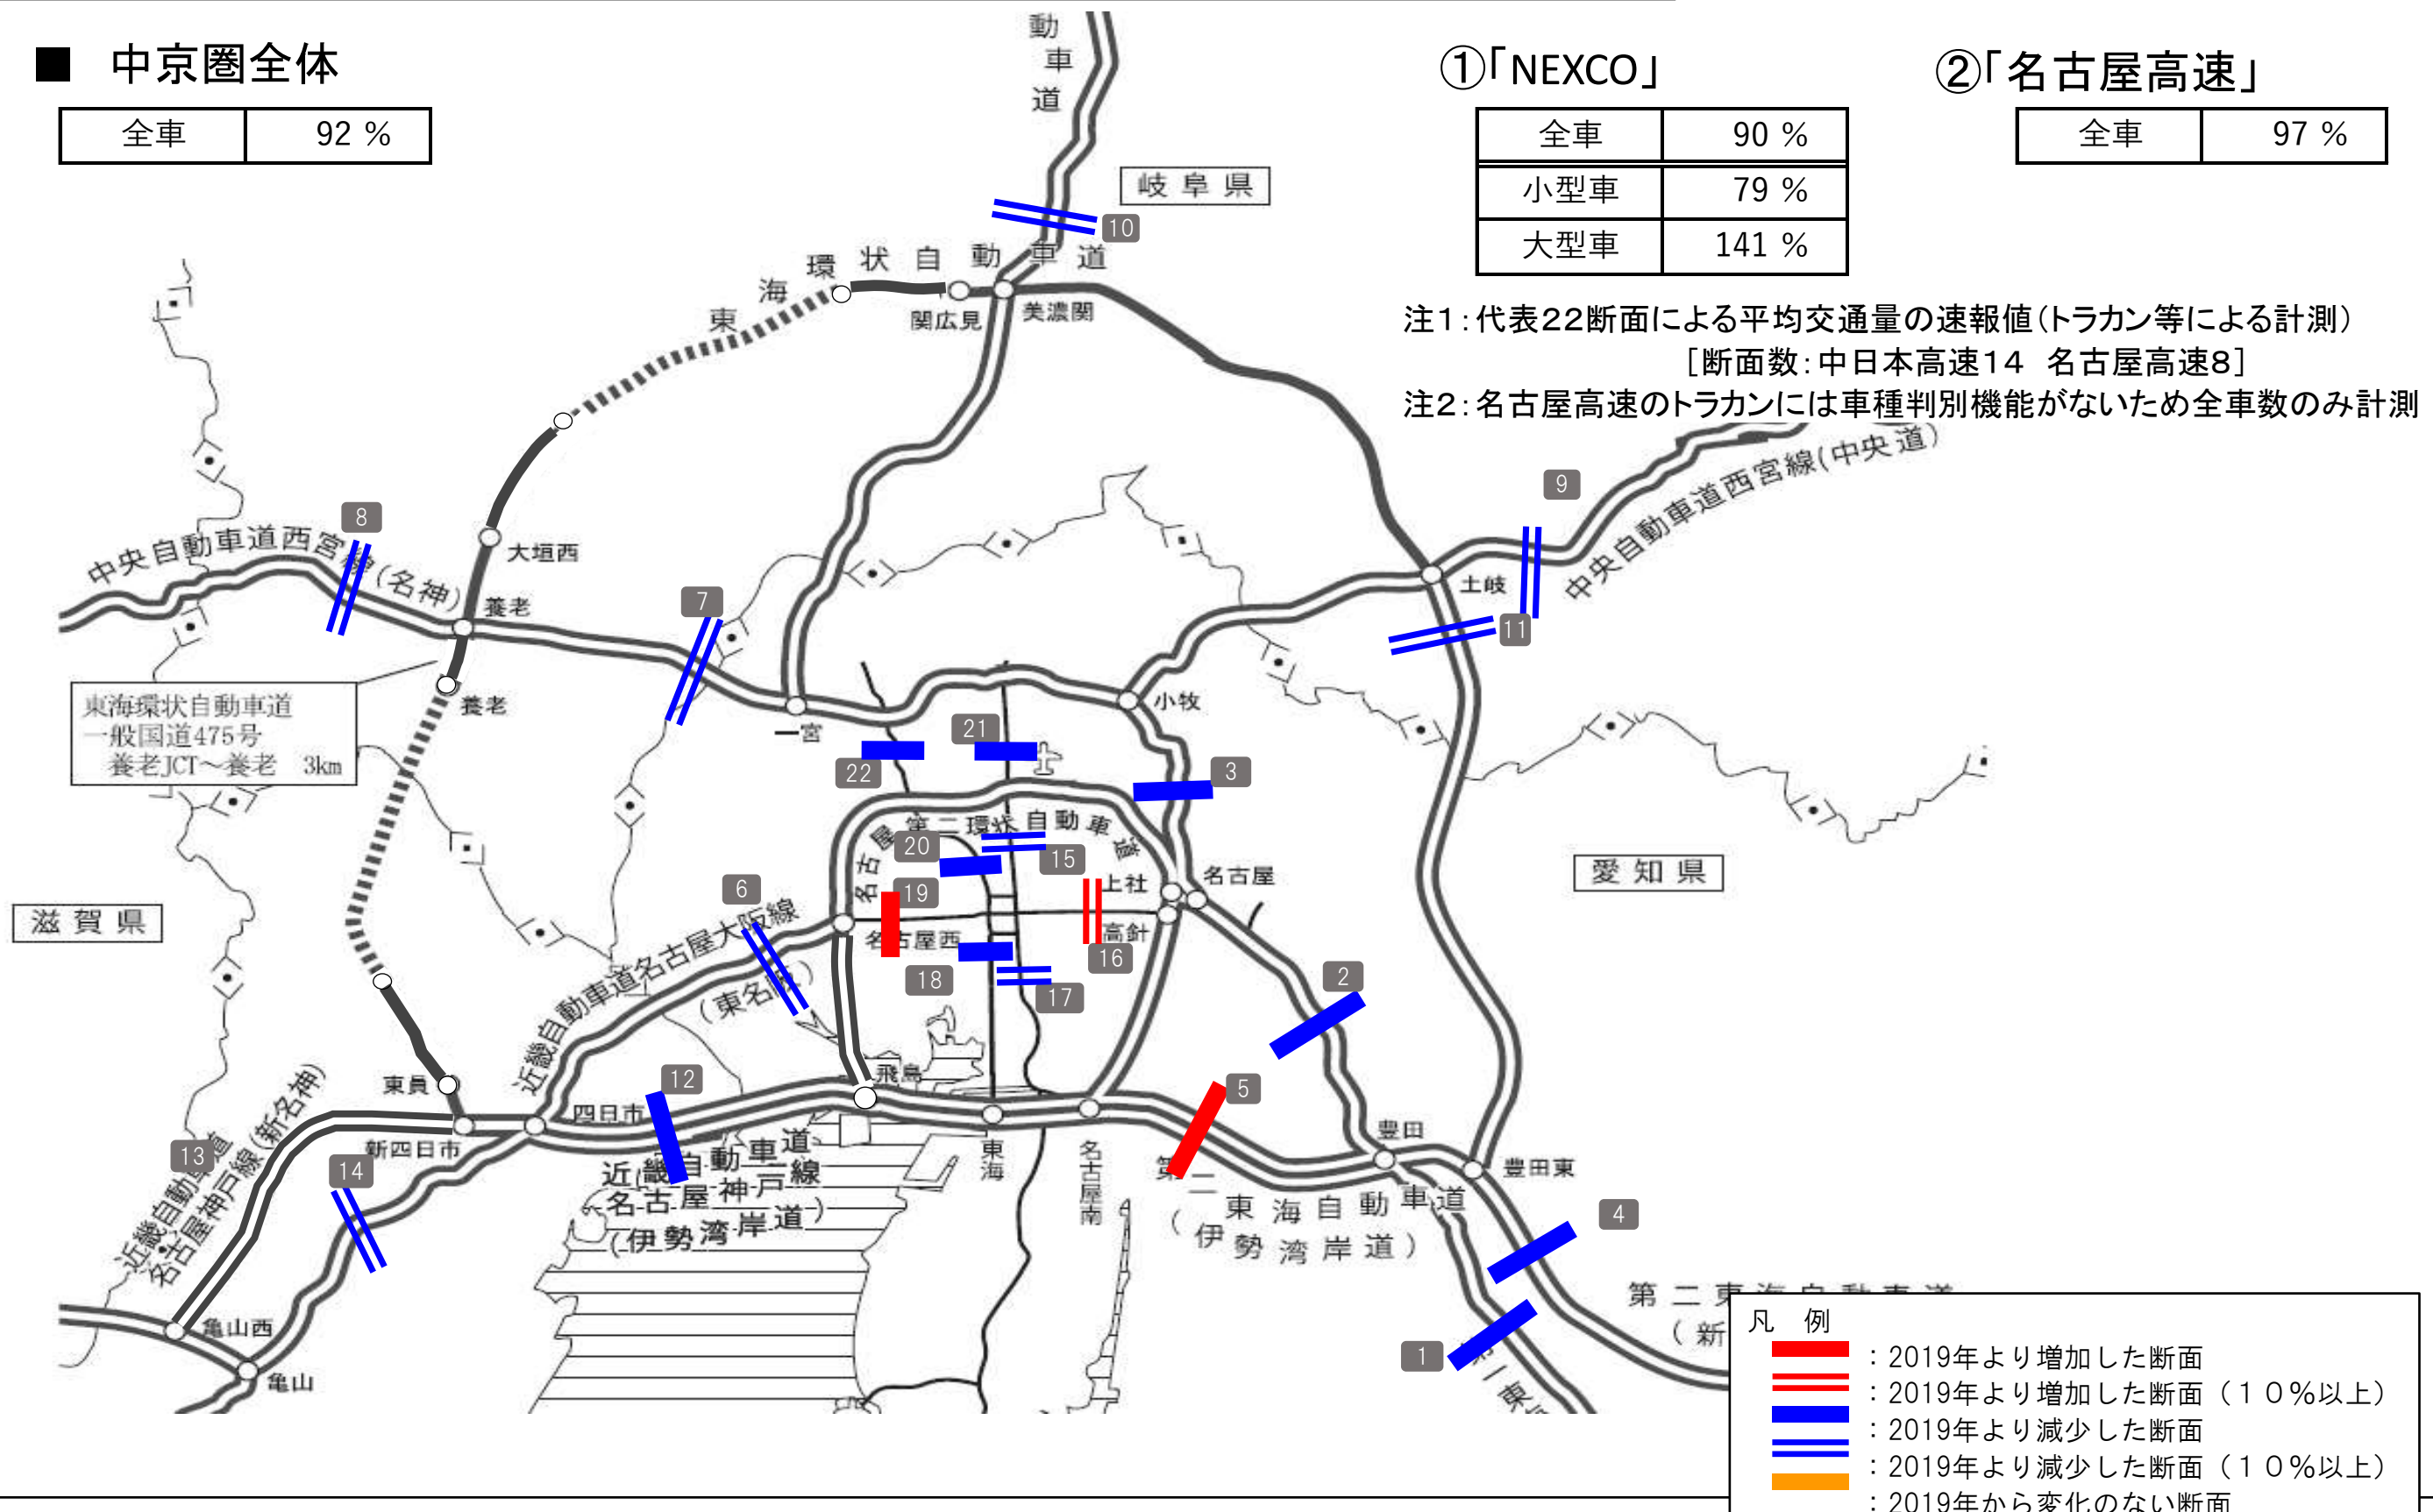 ■ 中京圏全体
全車 92 %
①「NEXCO」
全車 90 %
小型車 79 %
大型車 141 %
②「名古屋高速」
全車 97 %
注1：代表22断面による平均交通量の速報値（トラカン等による計測）
［断面数：中日本高速14 名古屋高速8］
注2：名古屋高速のトラカンには車種判別機能がないため全車数のみ計測
動車道
岐阜県
10
東海環状自動車道
関広見
美濃関
9
中央自動車道西宮線(中央道)
8
中央自動車道西宮線(名神)
大垣西
養老
7
土岐
11
東海環状自動車道
一般国道475号
養老JCT～養老 3km
養老
一宮
小牧
21
22
3
名古屋第二環状自動車道
20
15
愛知県
滋賀県
6
19
上社
名古屋
名古屋西
高針
16
近畿自動車道名古屋大阪線
(東名阪)
18
17
2
飛島
12
東員
四日市
5
新四日市
13
14
近畿自動車道
名古屋神戸線(新名神)
近畿自動車道
名古屋神戸線
(伊勢湾岸道)
東海
名古屋南
豊田
豊田東
第二東海自動車道
(伊勢湾岸道)
4
亀山西
亀山
1
第二東海自動車道
(新
第一東
凡 例
：2019年より増加した断面
：2019年より増加した断面（１０％以上）
：2019年より減少した断面
：2019年より減少した断面（１０％以上）
：2019年から変化のない断面